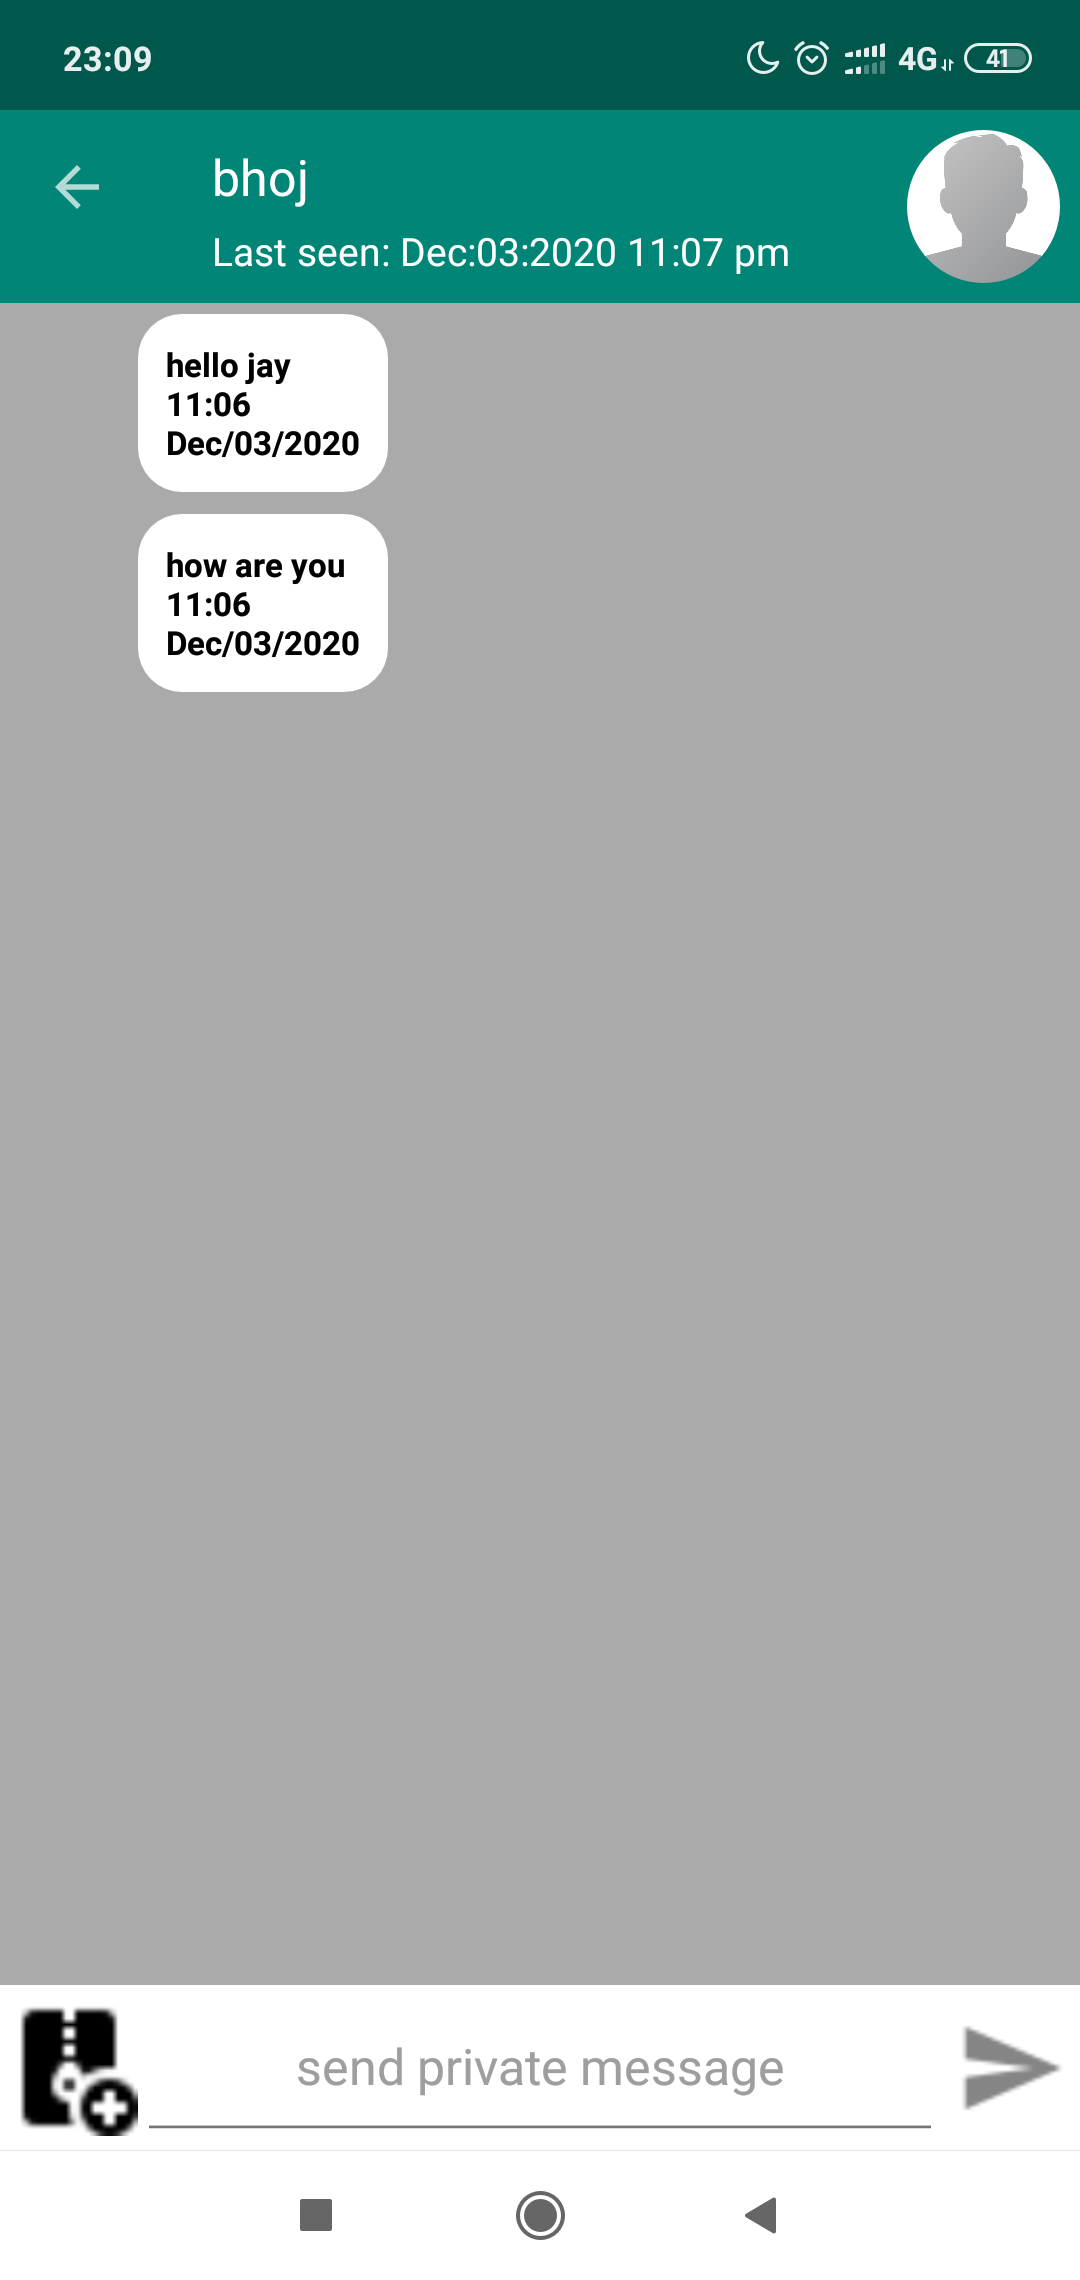 23:09 4G 41
bhoj
Last seen: Dec:03:2020 11:07 pm
hello jay
11:06
Dec/03/2020
how are you
11:06
Dec/03/2020
send private message